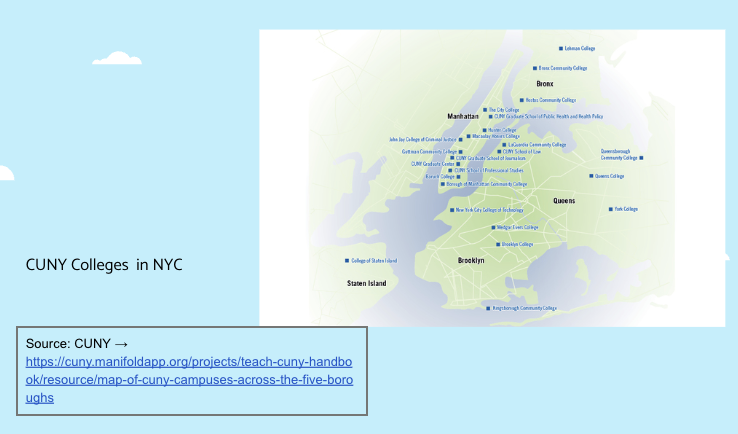 Lehman College
Bronx Community College
Bronx
Hostos Community College
The City College
Manhattan
CUNY Graduate School of Public Health and Health Policy
Hunter College
Macaulay Honors College
John Jay College of Criminal Justice
LaGuardia Community College
Guttman Community College
CUNY School of Law
Queensborough
Community College
CUNY Graduate School of Journalism
CUNY Graduate Center
CUNY School of Professional Studies
Baruch College
Queens College
Borough of Manhattan Community College
Queens
New York City College of Technology
York College
Medgar Evers College
Brooklyn College
College of Staten Island
Brooklyn
Staten Island
Kingsborough Community College
CUNY Colleges in NYC
Source: CUNY →
https://cuny.manifoldapp.org/projects/teach-cuny-handbo
ok/resource/map-of-cuny-campuses-across-the-five-boro
ughs